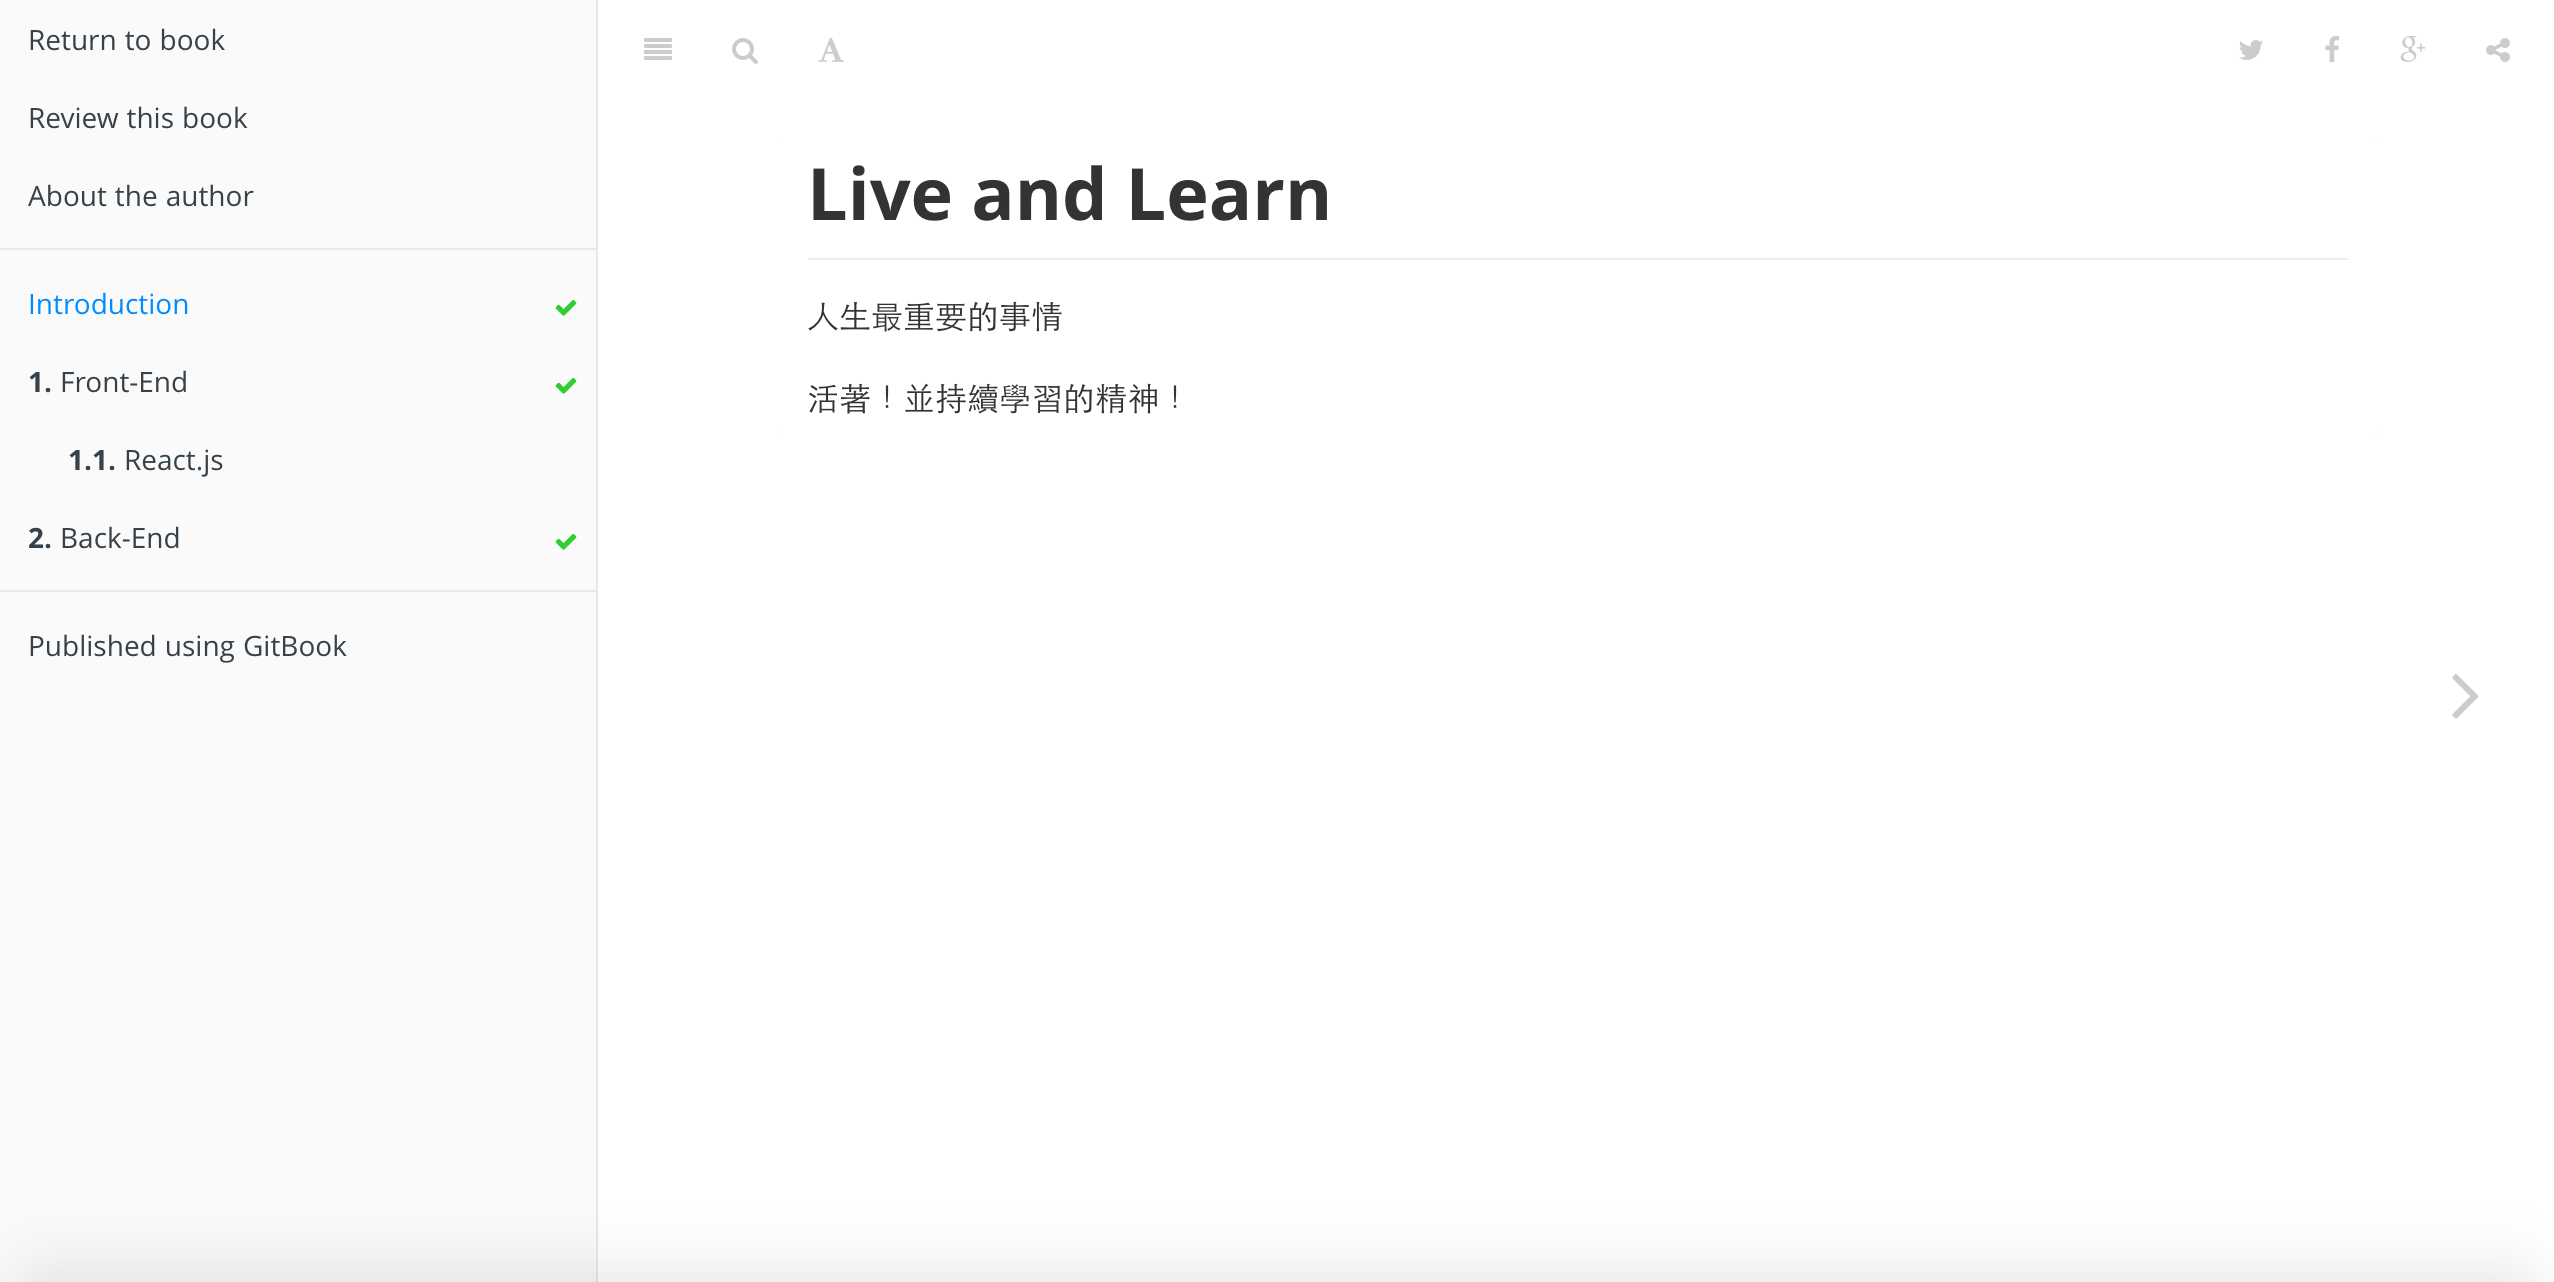 Return to book
Review this book
About the author
Introduction
1. Front-End
1.1. React.js
2. Back-End
Published using GitBook
A
g+
Live and Learn
人生最重要的事情
活著！並持續學習的精神！